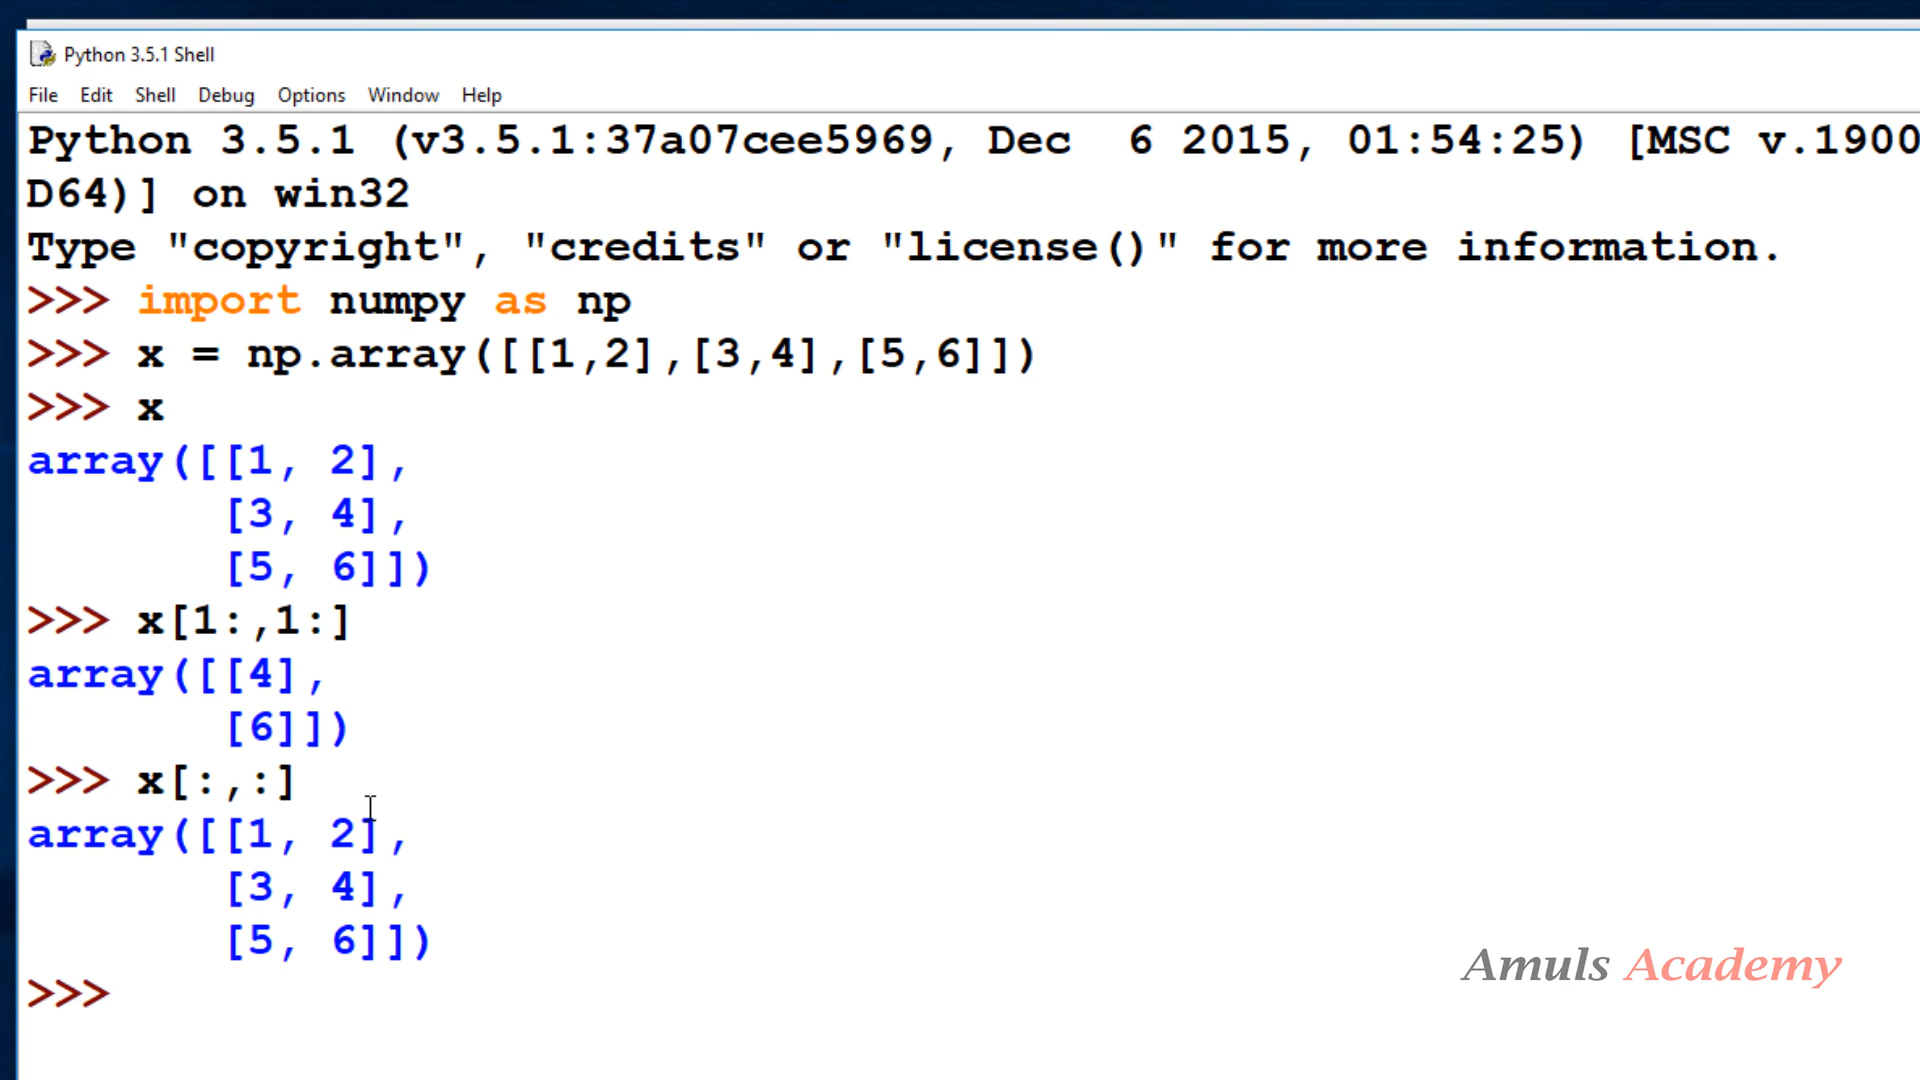 Python 3.5.1 Shell
File Edit Shell Debug Options Window Help
Python 3.5.1 (v3.5.1:37a07cee5969, Dec  6 2015, 01:54:25) [MSC v.1900
D64)] on win32
Type "copyright", "credits" or "license()" for more information.
>>> import numpy as np
>>> x = np.array([[1,2],[3,4],[5,6]])
>>> x
array([[1, 2],
       [3, 4],
       [5, 6]])
>>> x[1:,1:]
array([[4],
       [6]])
>>> x[:,:]
array([[1, 2],
       [3, 4],
       [5, 6]])
>>>
Amuls Academy